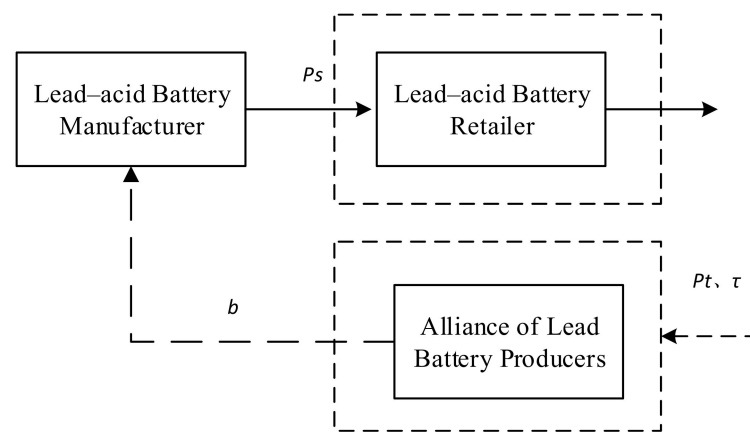 Ps
Lead–acid Battery
Manufacturer
Lead–acid Battery
Retailer
Pt、τ
b
Alliance of Lead
Battery Producers